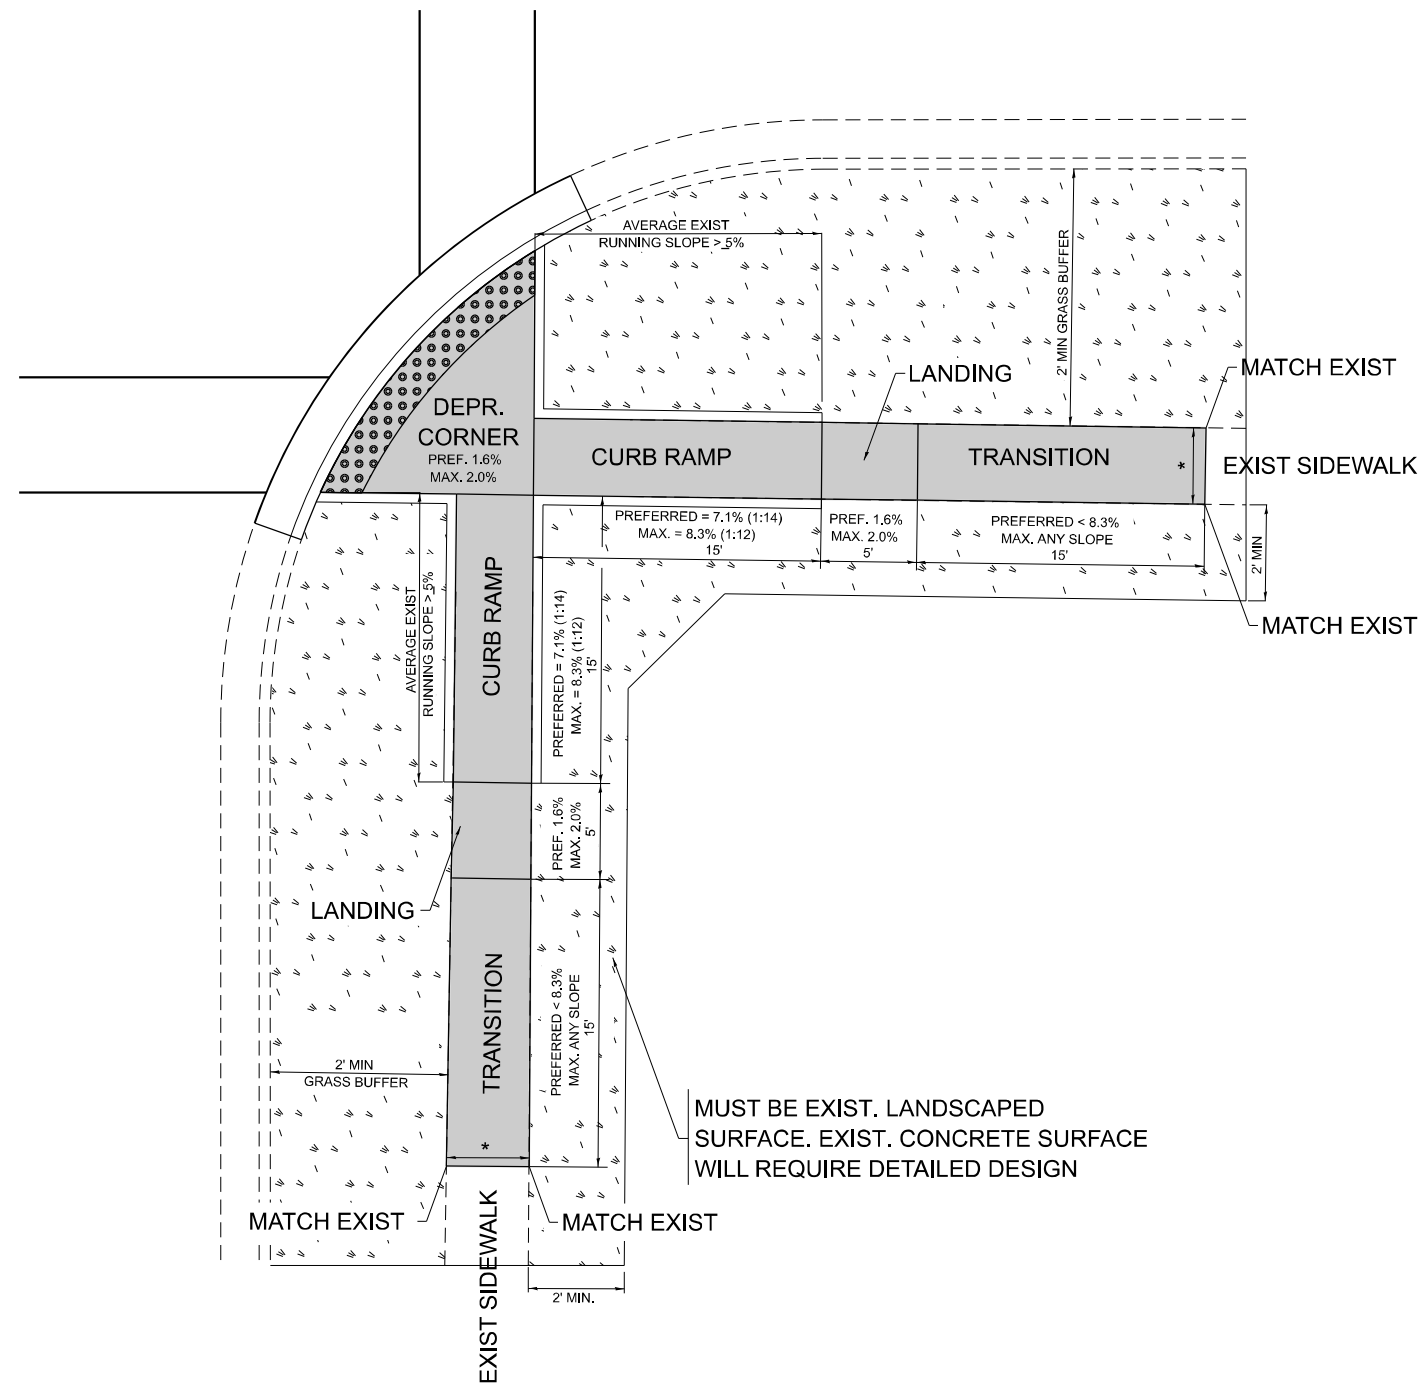 AVERAGE EXIST
RUNNING SLOPE > 5%
2' MIN GRASS BUFFER
LANDING
MATCH EXIST
DEPR.
CORNER
PREF. 1.6%
MAX. 2.0%
CURB RAMP
TRANSITION
*
EXIST SIDEWALK
PREFERRED = 7.1% (1:14)
MAX. = 8.3% (1:12)
15'
PREF. 1.6%
MAX. 2.0%
5'
PREFERRED < 8.3%
MAX. ANY SLOPE
15'
2' MIN
MATCH EXIST
AVERAGE EXIST
RUNNING SLOPE > 5%
CURB RAMP
PREFERRED = 7.1% (1:14)
MAX. = 8.3% (1:12)
15'
PREF. 1.6%
MAX. 2.0%
5'
LANDING
TRANSITION
PREFERRED < 8.3%
MAX. ANY SLOPE
15'
2' MIN
GRASS BUFFER
MUST BE EXIST. LANDSCAPED
SURFACE. EXIST. CONCRETE SURFACE
WILL REQUIRE DETAILED DESIGN
*
MATCH EXIST
MATCH EXIST
EXIST SIDEWALK
2' MIN.